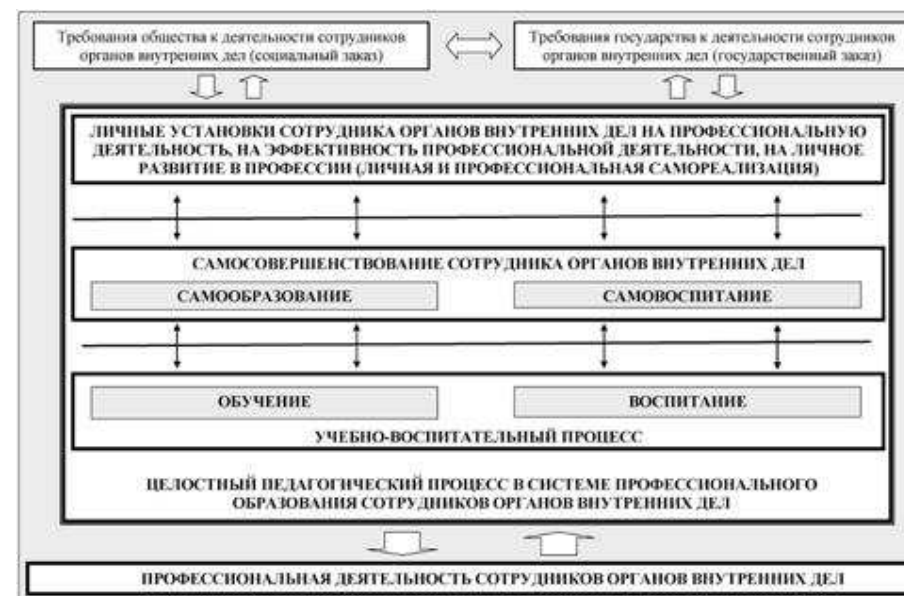 Требования общества к деятельности сотрудников
органов внутренних дел (социальный заказ)
Требования государства к деятельности сотрудников
органов внутренних дел (государственный заказ)
ЛИЧНЫЕ УСТАНОВКИ СОТРУДНИКА ОРГАНОВ ВНУТРЕННИХ ДЕЛ НА ПРОФЕССИОНАЛЬНУЮ
ДЕЯТЕЛЬНОСТЬ, НА ЭФФЕКТИВНОСТЬ ПРОФЕССИОНАЛЬНОЙ ДЕЯТЕЛЬНОСТИ, НА ЛИЧНОЕ
РАЗВИТИЕ В ПРОФЕССИИ (ЛИЧНАЯ И ПРОФЕССИОНАЛЬНАЯ САМОРЕАЛИЗАЦИЯ)
САМОСОВЕРШЕНСТВОВАНИЕ СОТРУДНИКА ОРГАНОВ ВНУТРЕННИХ ДЕЛ
САМООБРАЗОВАНИЕ
САМОВОСПИТАНИЕ
ОБУЧЕНИЕ
ВОСПИТАНИЕ
УЧЕБНО-ВОСПИТАТЕЛЬНЫЙ ПРОЦЕСС
ЦЕЛОСТНЫЙ ПЕДАГОГИЧЕСКИЙ ПРОЦЕСС В СИСТЕМЕ ПРОФЕССИОНАЛЬНОГО
ОБРАЗОВАНИЯ СОТРУДНИКОВ ОРГАНОВ ВНУТРЕННИХ ДЕЛ
ПРОФЕССИОНАЛЬНАЯ ДЕЯТЕЛЬНОСТЬ СОТРУДНИКОВ ОРГАНОВ ВНУТРЕННИХ ДЕЛ